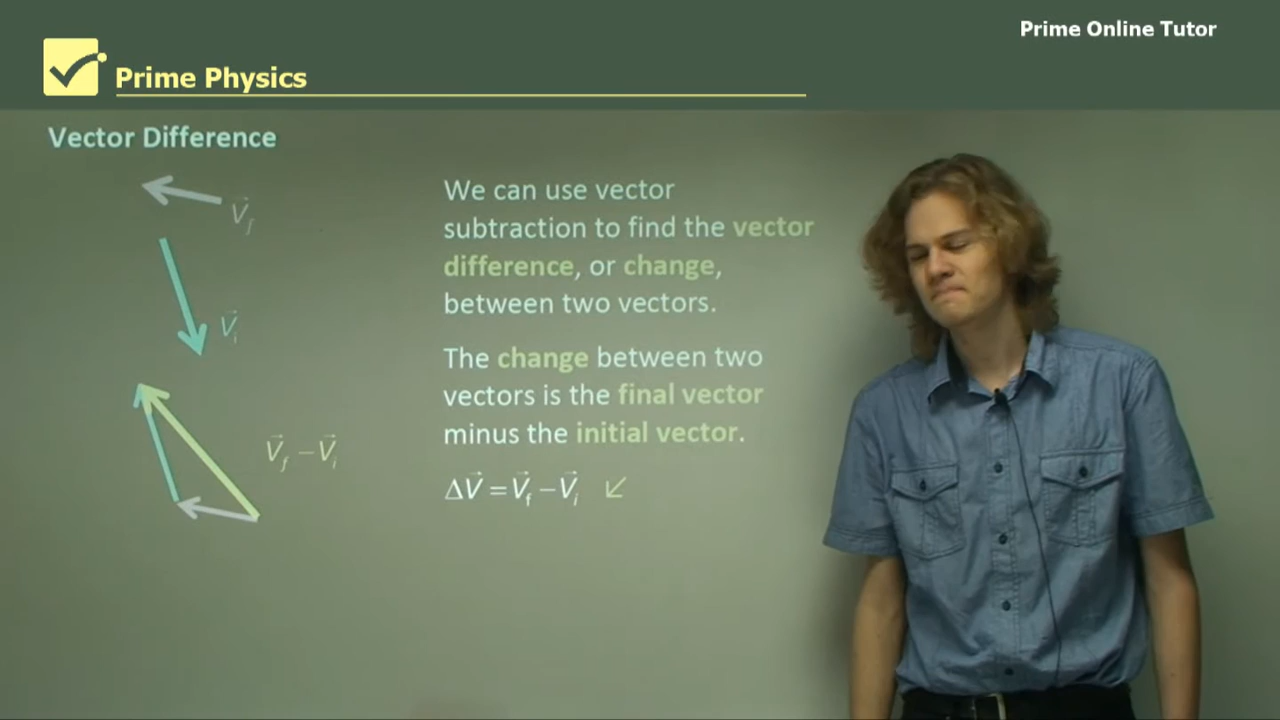 Prime Online Tutor
Prime Physics
Vector Difference
V⃗f
V⃗i
V⃗f − V⃗i
We can use vector
subtraction to find the vector
difference, or change,
between two vectors.
The change between two
vectors is the final vector
minus the initial vector.
ΔV⃗ = V⃗f − V⃗i